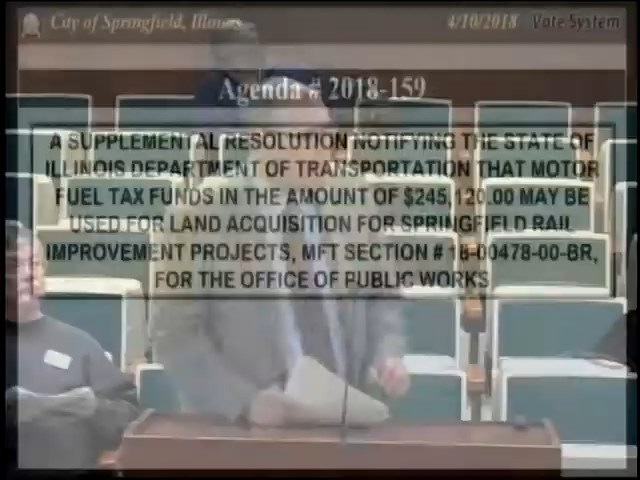 City of Springfield, Illinois
4/10/2018 Vote System
Agenda # 2018-159
A SUPPLEMENTAL RESOLUTION NOTIFYING THE STATE OF
ILLINOIS DEPARTMENT OF TRANSPORTATION THAT MOTOR
FUEL TAX FUNDS IN THE AMOUNT OF $245,120.00 MAY BE
USED FOR LAND ACQUISITION FOR SPRINGFIELD RAIL
IMPROVEMENT PROJECTS, MFT SECTION # 18-00478-00-BR,
FOR THE OFFICE OF PUBLIC WORKS